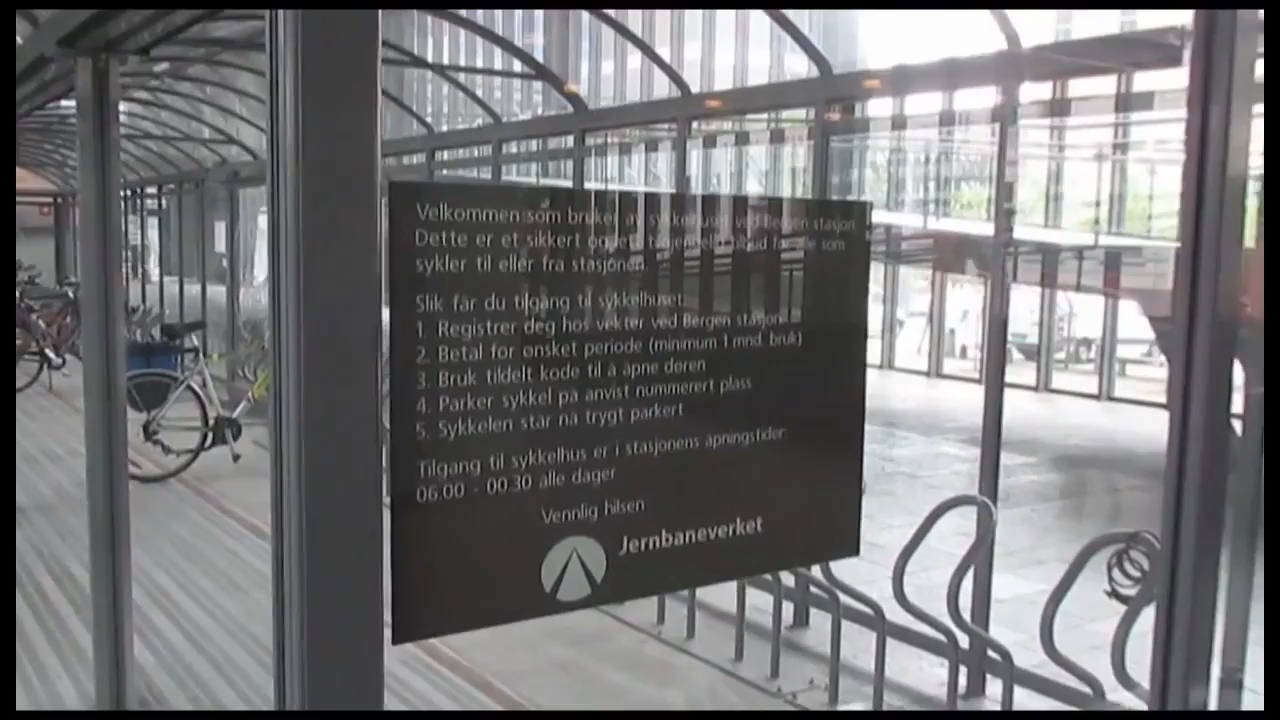 Velkommen som bruker av sykkelhuset ved Bergen stasjon
Dette er et sikkert og tilbud for alle som
sykler til eller fra stasjonen.
Slik får du tilgang til sykkelhuset:
1. Registrer deg hos vekter ved Bergen stasjon
2. Betal for ønsket periode (minimum 1 mnd. bruk)
3. Bruk tildelt kode til å åpne døren
4. Parker sykkel på anvist nummerert plass
5. Sykkelen står nå trygt parkert
Tilgang til sykkelhus er i stasjonens åpningstider:
06.00 - 00.30 alle dager
Vennlig hilsen
Jernbaneverket